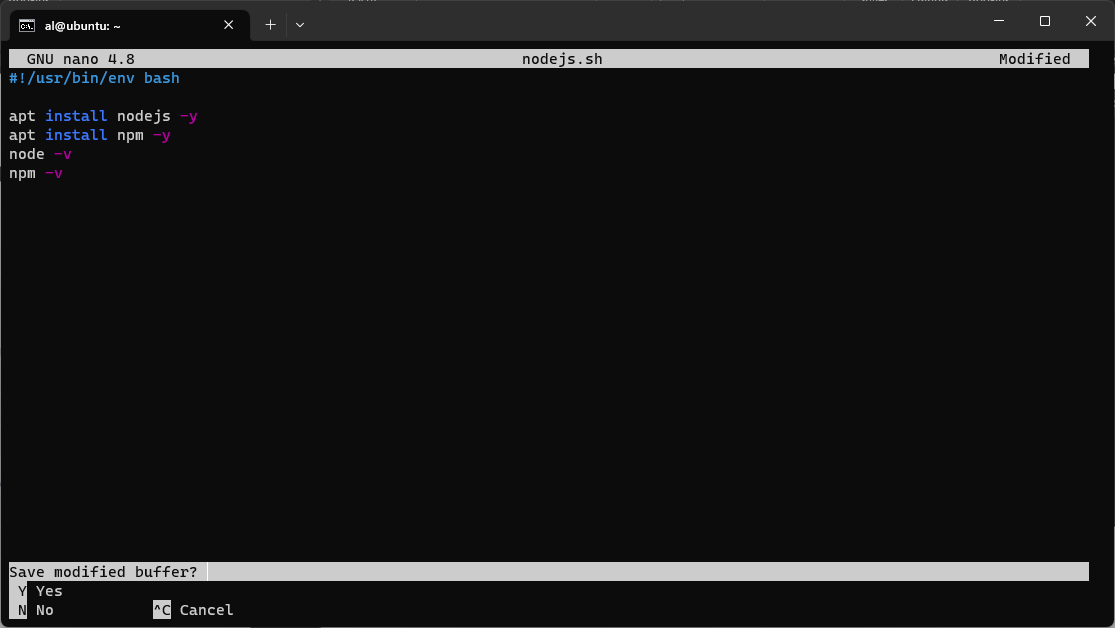 al@ubuntu: ~
GNU nano 4.8 nodejs.sh Modified
#!/usr/bin/env bash
apt install nodejs -y
apt install npm -y
node -v
npm -v
Save modified buffer?
Y Yes
N No ^C Cancel